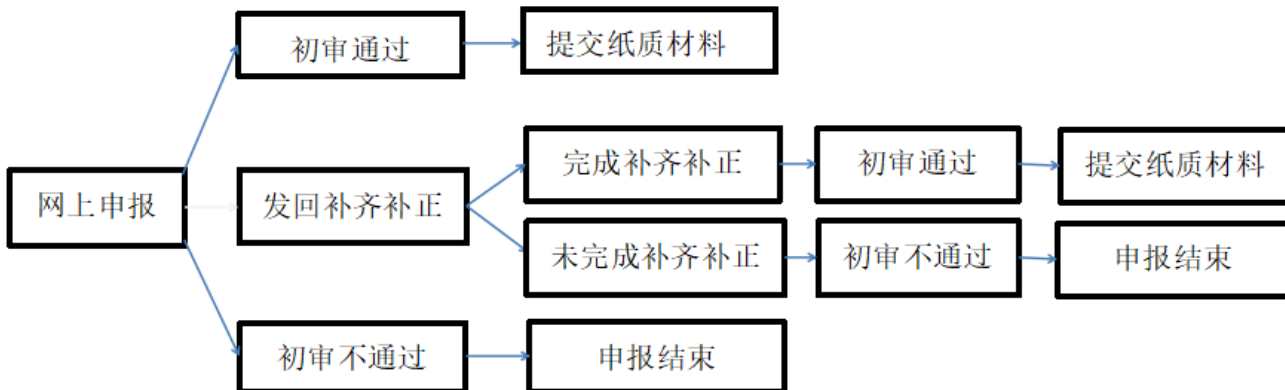 初审通过
提交纸质材料
网上申报
发回补齐补正
完成补齐补正
初审通过
提交纸质材料
未完成补齐补正
初审不通过
申报结束
初审不通过
申报结束